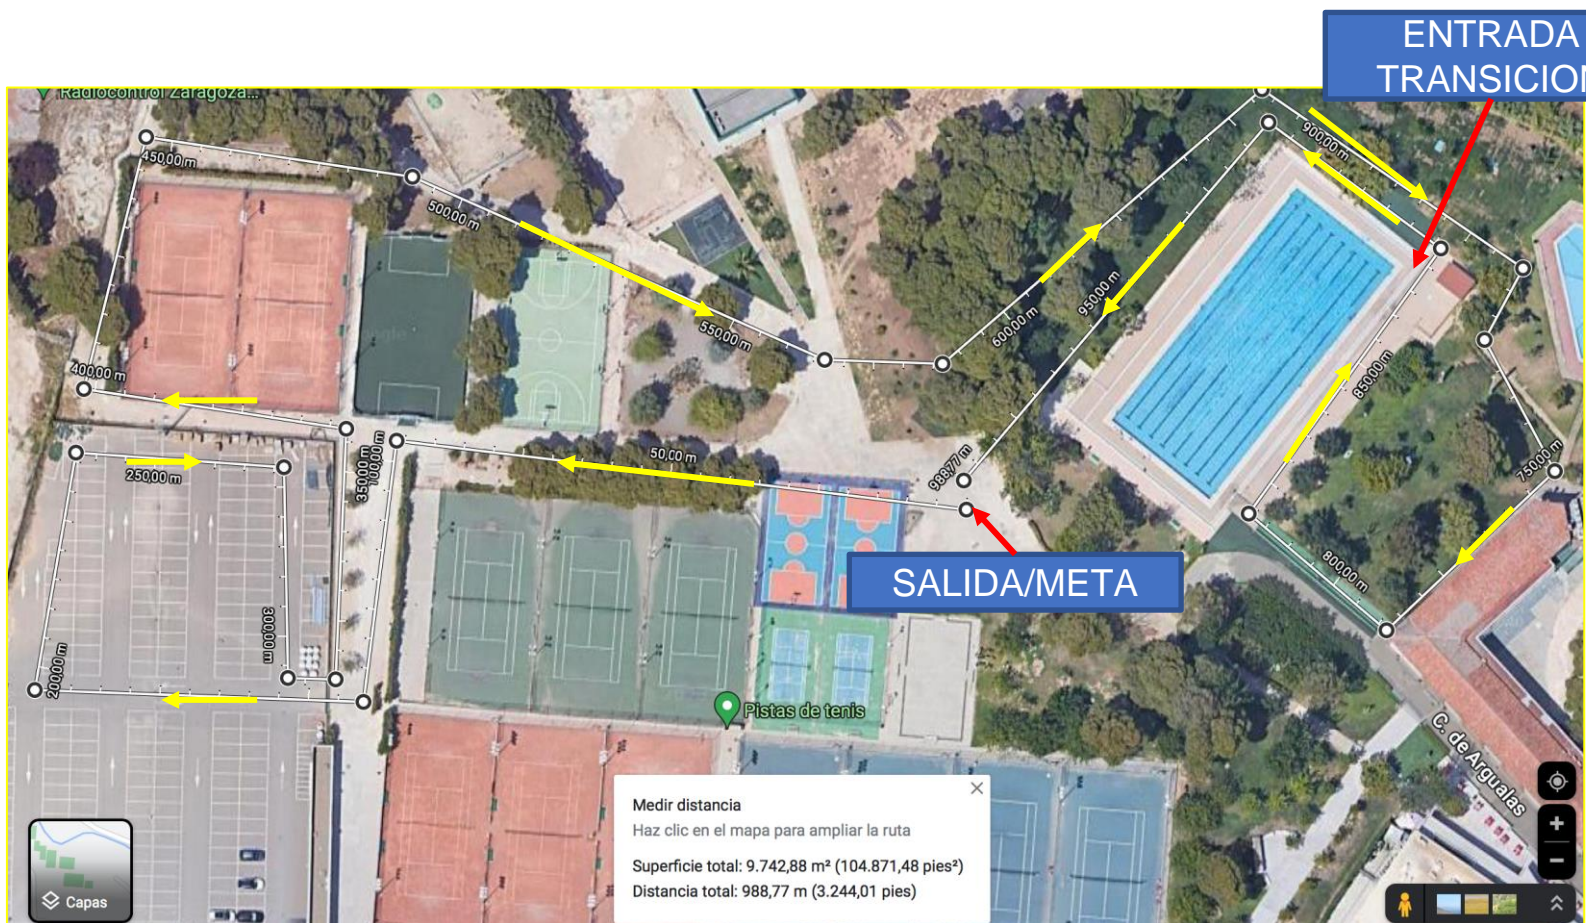 ENTRADA
TRANSICION
Radiocontrol Zaragoza...
450,00 m
900,00 m
500,00 m
950,00 m
600,00 m
550,00 m
850,00 m
400,00 m
50,00 m
100,00 m
350,00 m
250,00 m
988,77 m
750,00 m
SALIDA/META
800,00 m
300,00 m
200,00 m
Pistas de tenis
C. de Argualas
Medir distancia
Haz clic en el mapa para ampliar la ruta
Superficie total: 9.742,88 m² (104.871,48 pies²)
Distancia total: 988,77 m (3.244,01 pies)
Capas